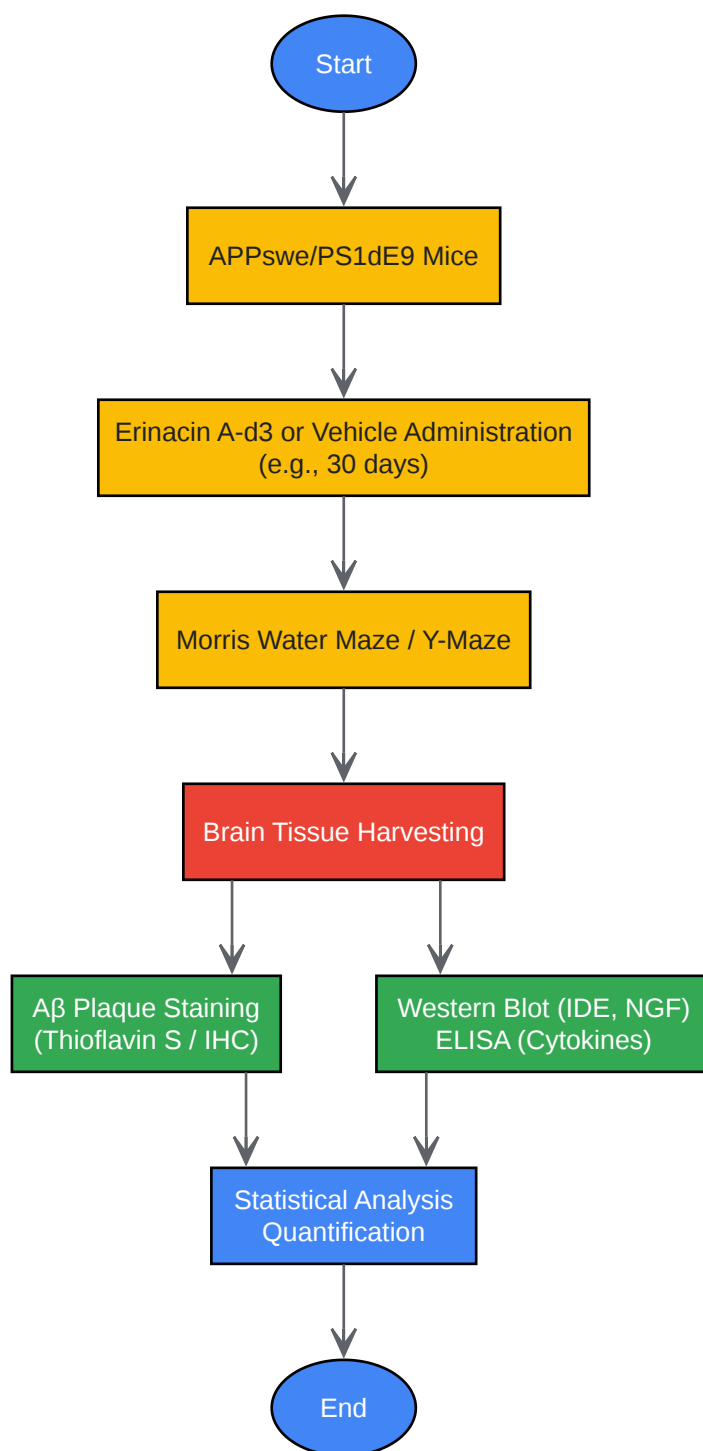 Start
APPswe/PS1dE9 Mice
Erinacin A-d3 or Vehicle Administration
(e.g., 30 days)
Morris Water Maze / Y-Maze
Brain Tissue Harvesting
Aβ Plaque Staining
(Thioflavin S / IHC)
Western Blot (IDE, NGF)
ELISA (Cytokines)
Statistical Analysis
Quantification
End